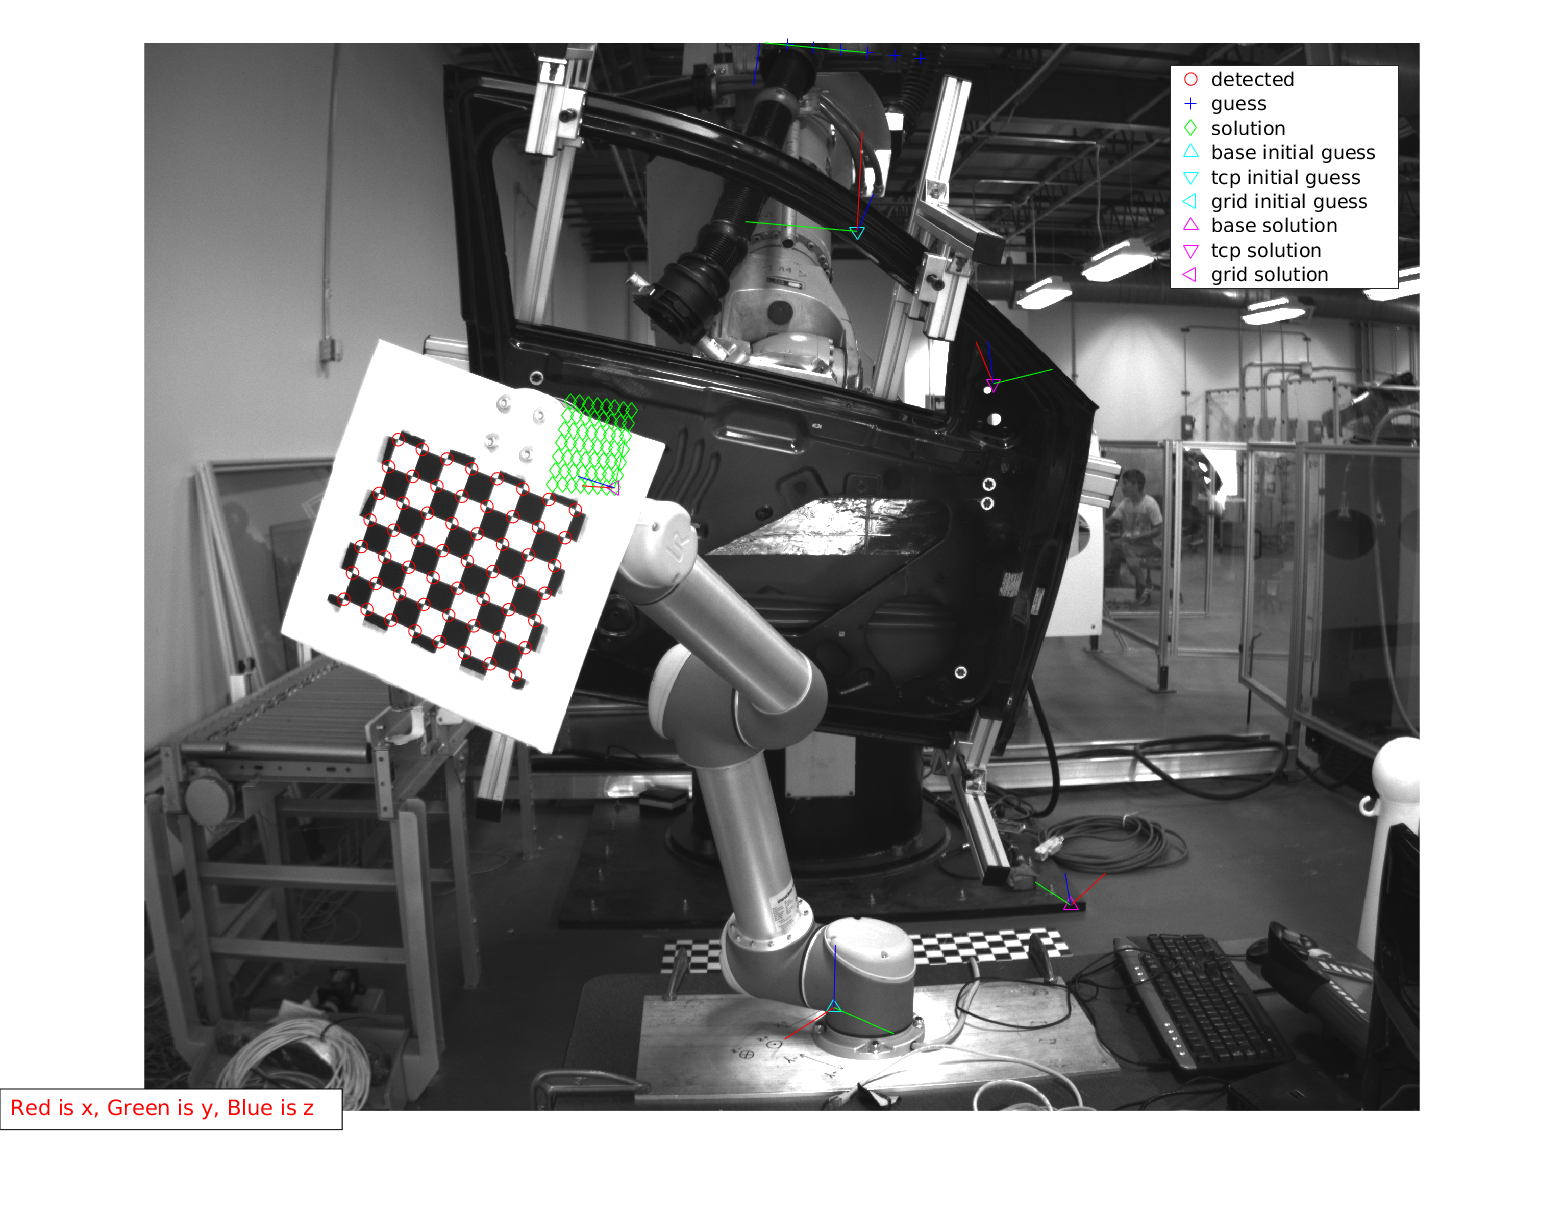 detected
guess
solution
base initial guess
tcp initial guess
grid initial guess
base solution
tcp solution
grid solution
Red is x, Green is y, Blue is z